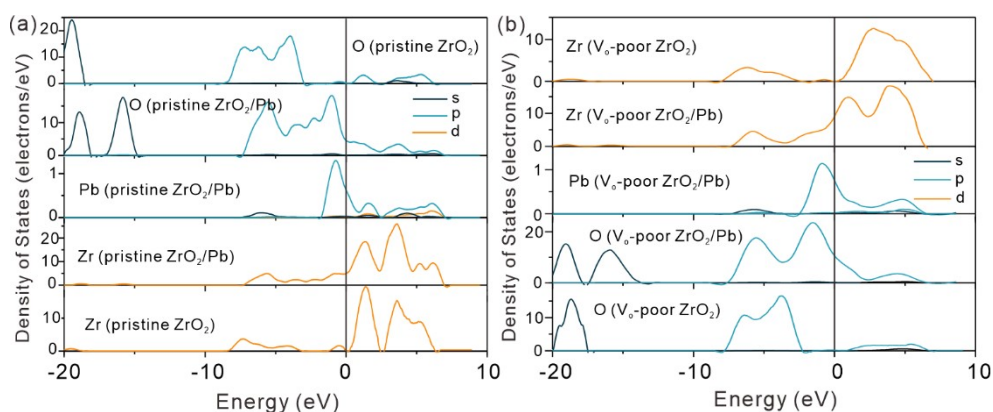 (a)
Density of States (electrons/eV)
20
10
0
O (pristine ZrO₂)
10
0
O (pristine ZrO₂/Pb)
s
p
d
1
0
Pb (pristine ZrO₂/Pb)
20
10
0
Zr (pristine ZrO₂/Pb)
10
0
Zr (pristine ZrO₂)
-20
-10
0
10
Energy (eV)
(b)
Density of States (electrons/eV)
10
0
Zr (Vₒ-poor ZrO₂)
10
0
Zr (Vₒ-poor ZrO₂/Pb)
1
0
Pb (Vₒ-poor ZrO₂/Pb)
s
p
d
20
10
0
O (Vₒ-poor ZrO₂/Pb)
10
0
O (Vₒ-poor ZrO₂)
-20
-10
0
10
Energy (eV)